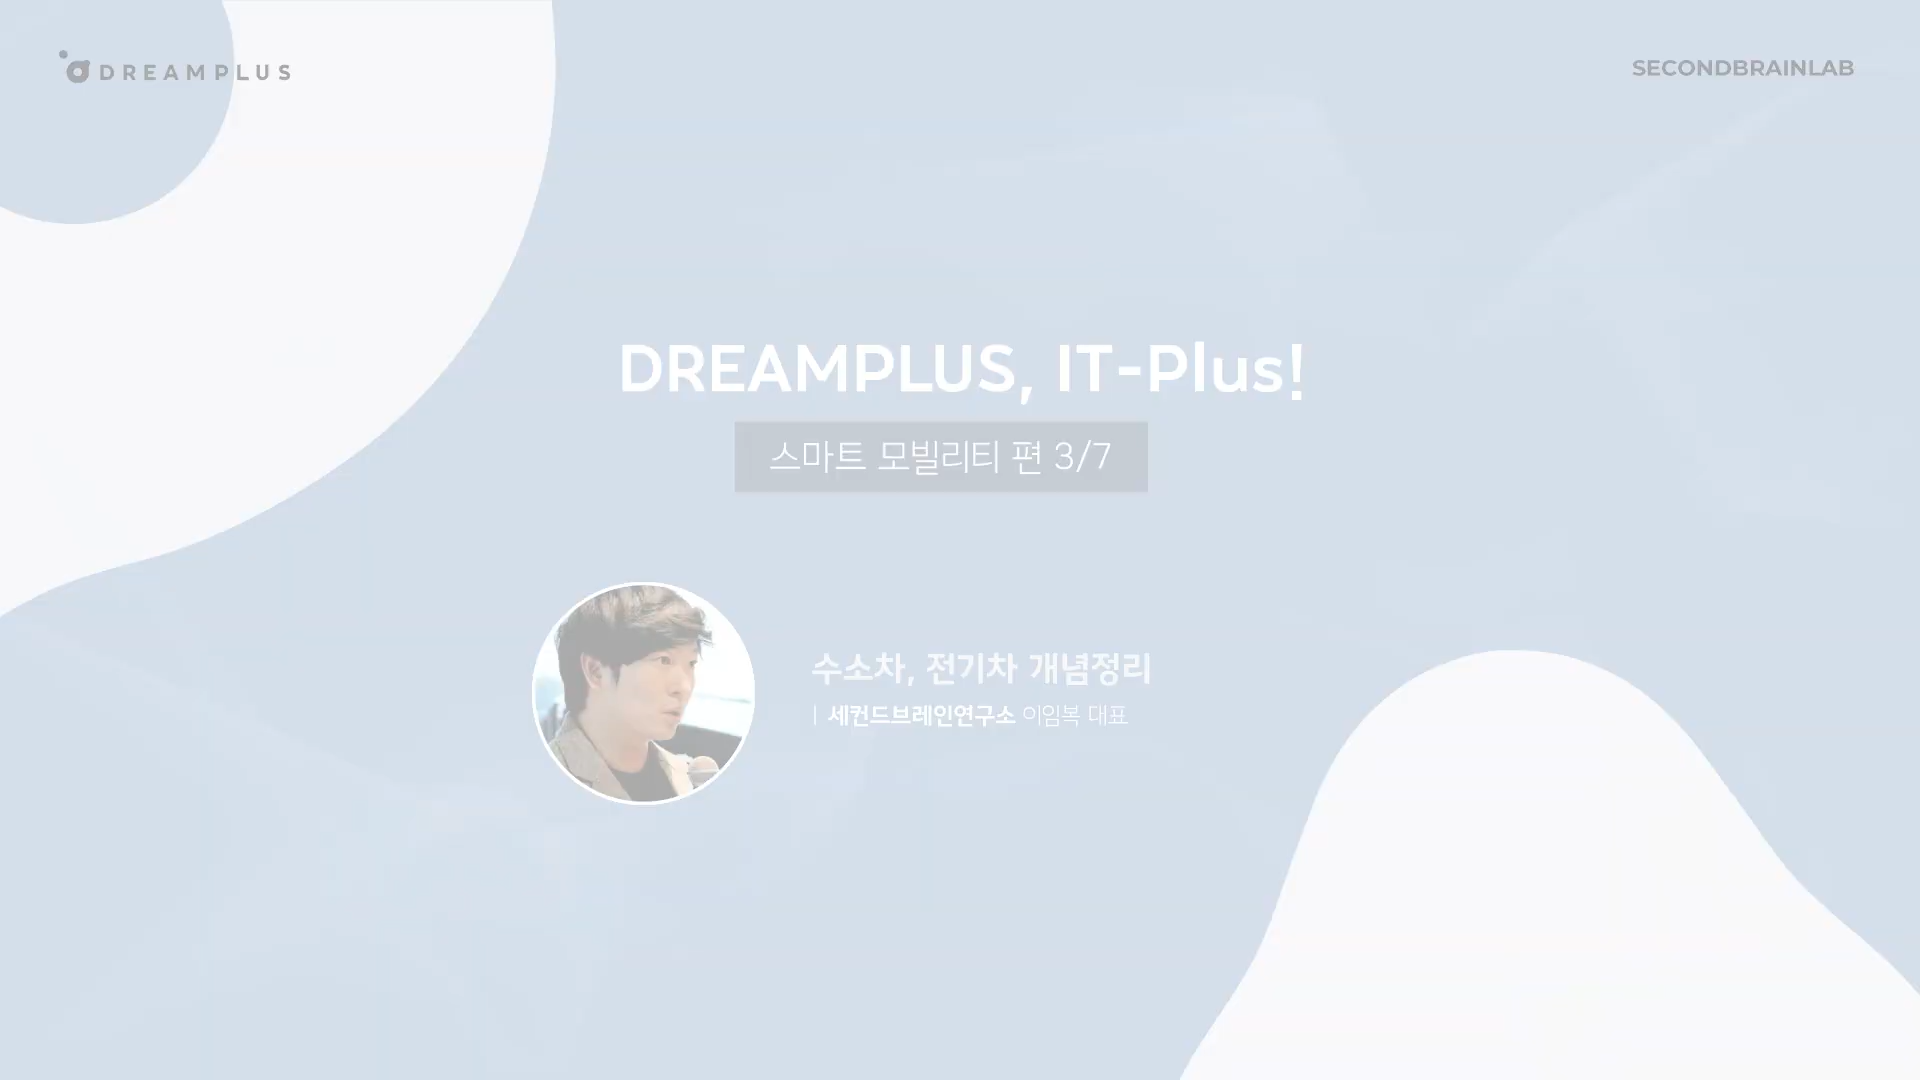 DREAMPLUS
SECONDBRAINLAB
DREAMPLUS, IT-Plus!
스마트 모빌리티 편 3/7
수소차, 전기차 개념정리
| 세컨드브레인연구소 이임복 대표